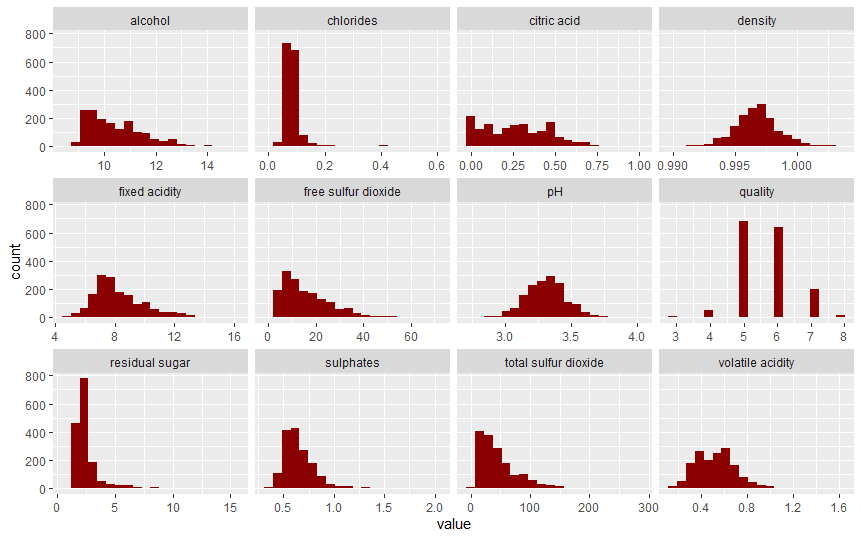 alcohol chlorides citric acid density
800
600
400
200
0
10 12 14 0.0 0.2 0.4 0.6 0.00 0.25 0.50 0.75 1.00 0.990 0.995 1.000
fixed acidity free sulfur dioxide pH quality
800
600
400
200
0
count
4 8 12 16 0 20 40 60 3.0 3.5 4.0 3 4 5 6 7 8
residual sugar sulphates total sulfur dioxide volatile acidity
800
600
400
200
0
0 5 10 15 0.5 1.0 1.5 2.0 0 100 200 300 0.4 0.8 1.2 1.6
value